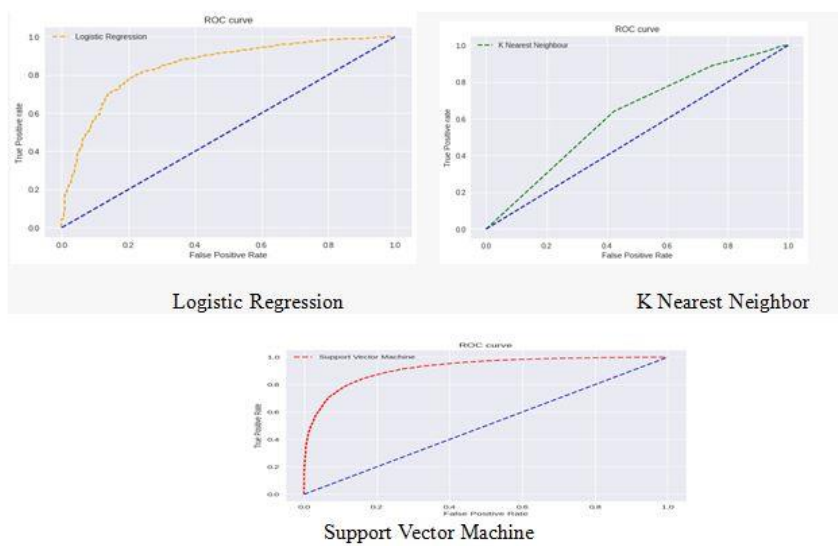 ROC curve
Logistic Regression
1.0
0.8
0.6
0.4
0.2
0.0
True Positive rate
0.0 0.2 0.4 0.6 0.8 1.0
False Positive Rate
Logistic Regression
ROC curve
K Nearest Neighbour
1.0
0.8
0.6
0.4
0.2
0.0
True Positive rate
0.0 0.2 0.4 0.6 0.8 1.0
False Positive Rate
K Nearest Neighbor
ROC curve
Support Vector Machine
1.0
0.8
0.6
0.4
0.2
0.0
True Positive Rate
0.0 0.2 0.4 0.6 0.8 1.0
False Positive Rate
Support Vector Machine